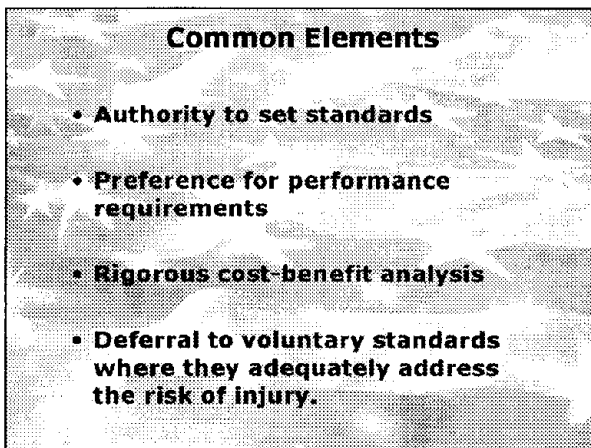 Common Elements
• Authority to set standards
• Preference for performance
requirements
• Rigorous cost-benefit analysis
• Deferral to voluntary standards
where they adequately address
the risk of injury.